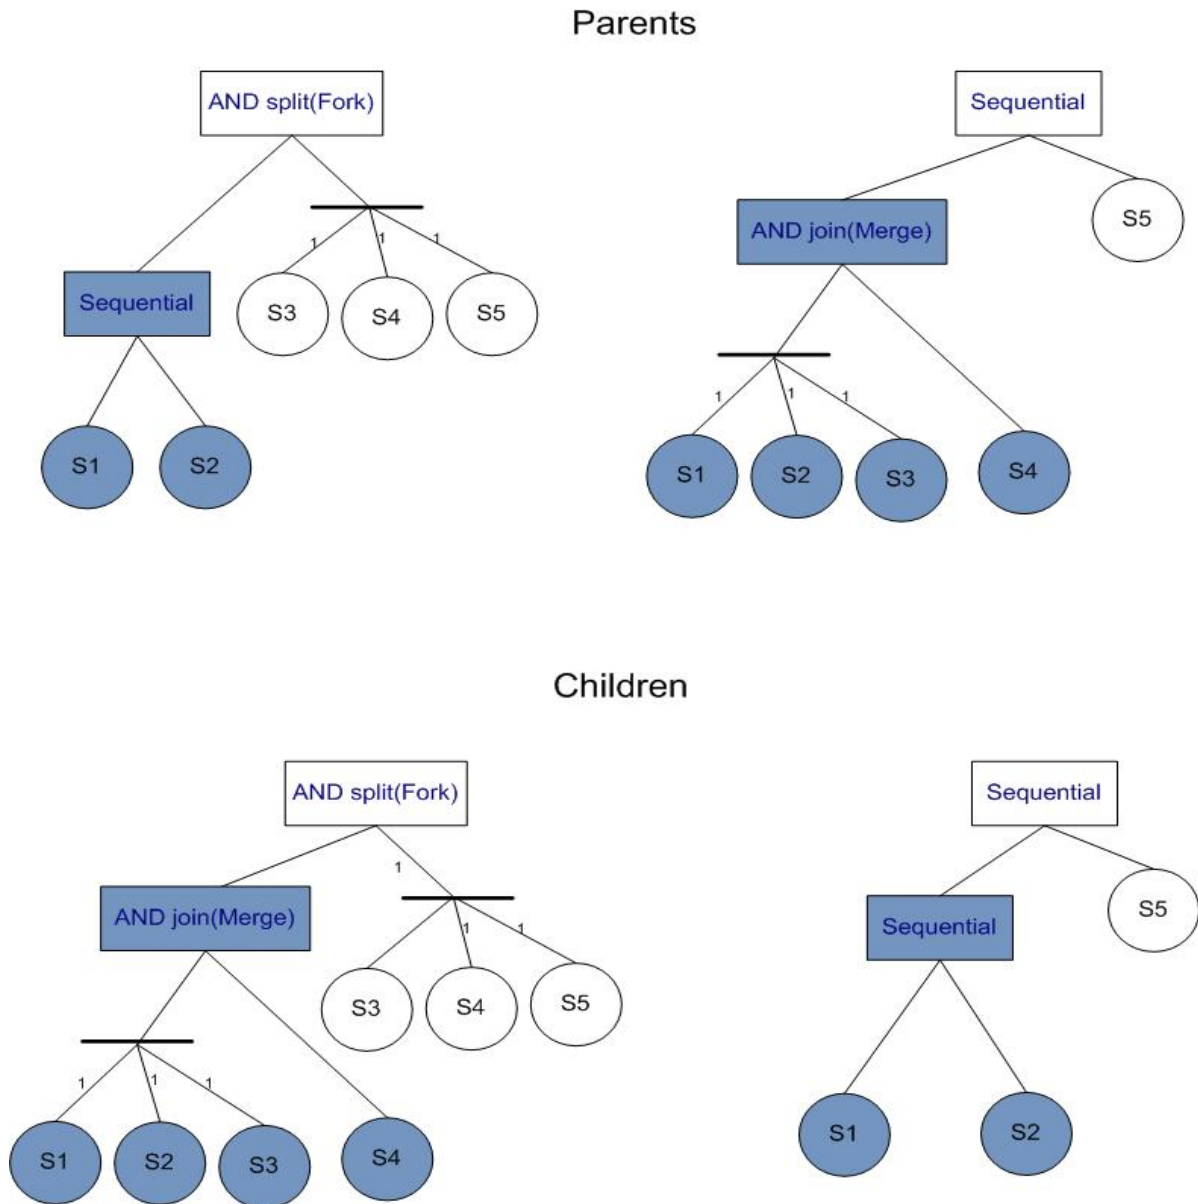 Parents
AND split(Fork)
Sequential
Sequential
S5
AND join(Merge)
1
1
1
S3
S4
S5
S1
S2
1
1
1
S1
S2
S3
S4
Children
AND split(Fork)
Sequential
1
AND join(Merge)
S5
Sequential
1
1
S3
S4
S5
1
1
1
S1
S2
S3
S4
S1
S2